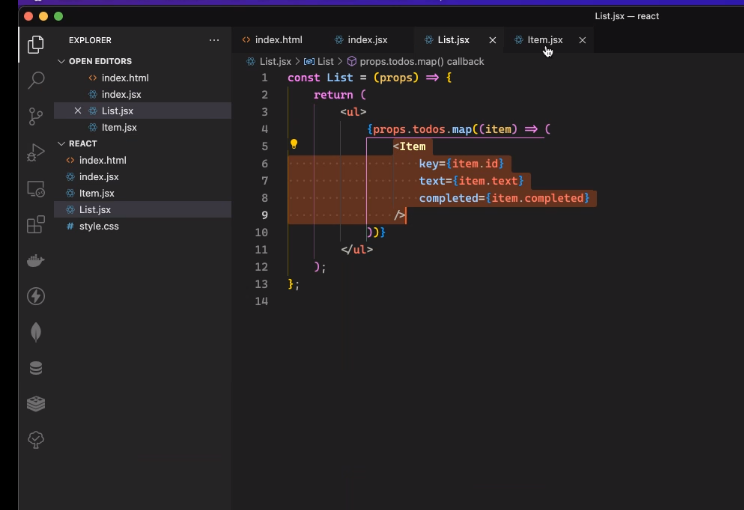 List.jsx — react
EXPLORER
OPEN EDITORS
index.html
index.jsx
List.jsx
Item.jsx
REACT
index.html
index.jsx
Item.jsx
List.jsx
# style.css
index.html index.jsx List.jsx Item.jsx
List.jsx > List > props.todos.map() callback
1 const List = (props) => {
2 return (
3 <ul>
4 {props.todos.map((item) => (
5 <Item
6 key={item.id}
7 text={item.text}
8 completed={item.completed}
9 />
10 ))}
11 </ul>
12 );
13 };
14